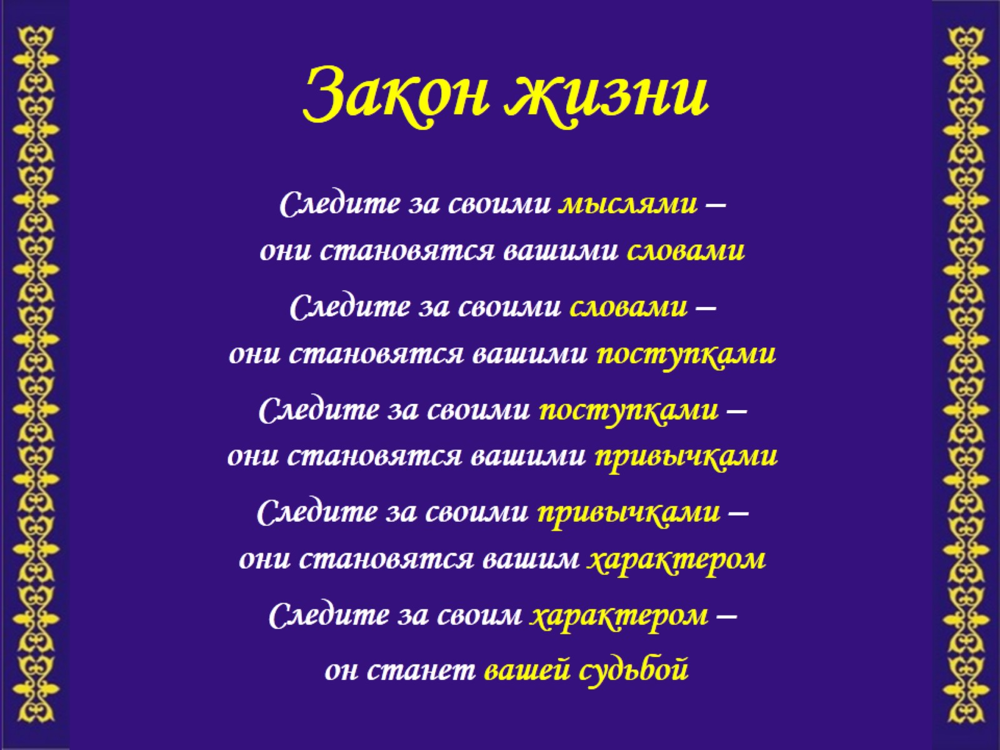 Закон жизни
Следите за своими мыслями –
они становятся вашими словами
Следите за своими словами –
они становятся вашими поступками
Следите за своими поступками –
они становятся вашими привычками
Следите за своими привычками –
они становятся вашим характером
Следите за своим характером –
он станет вашей судьбой